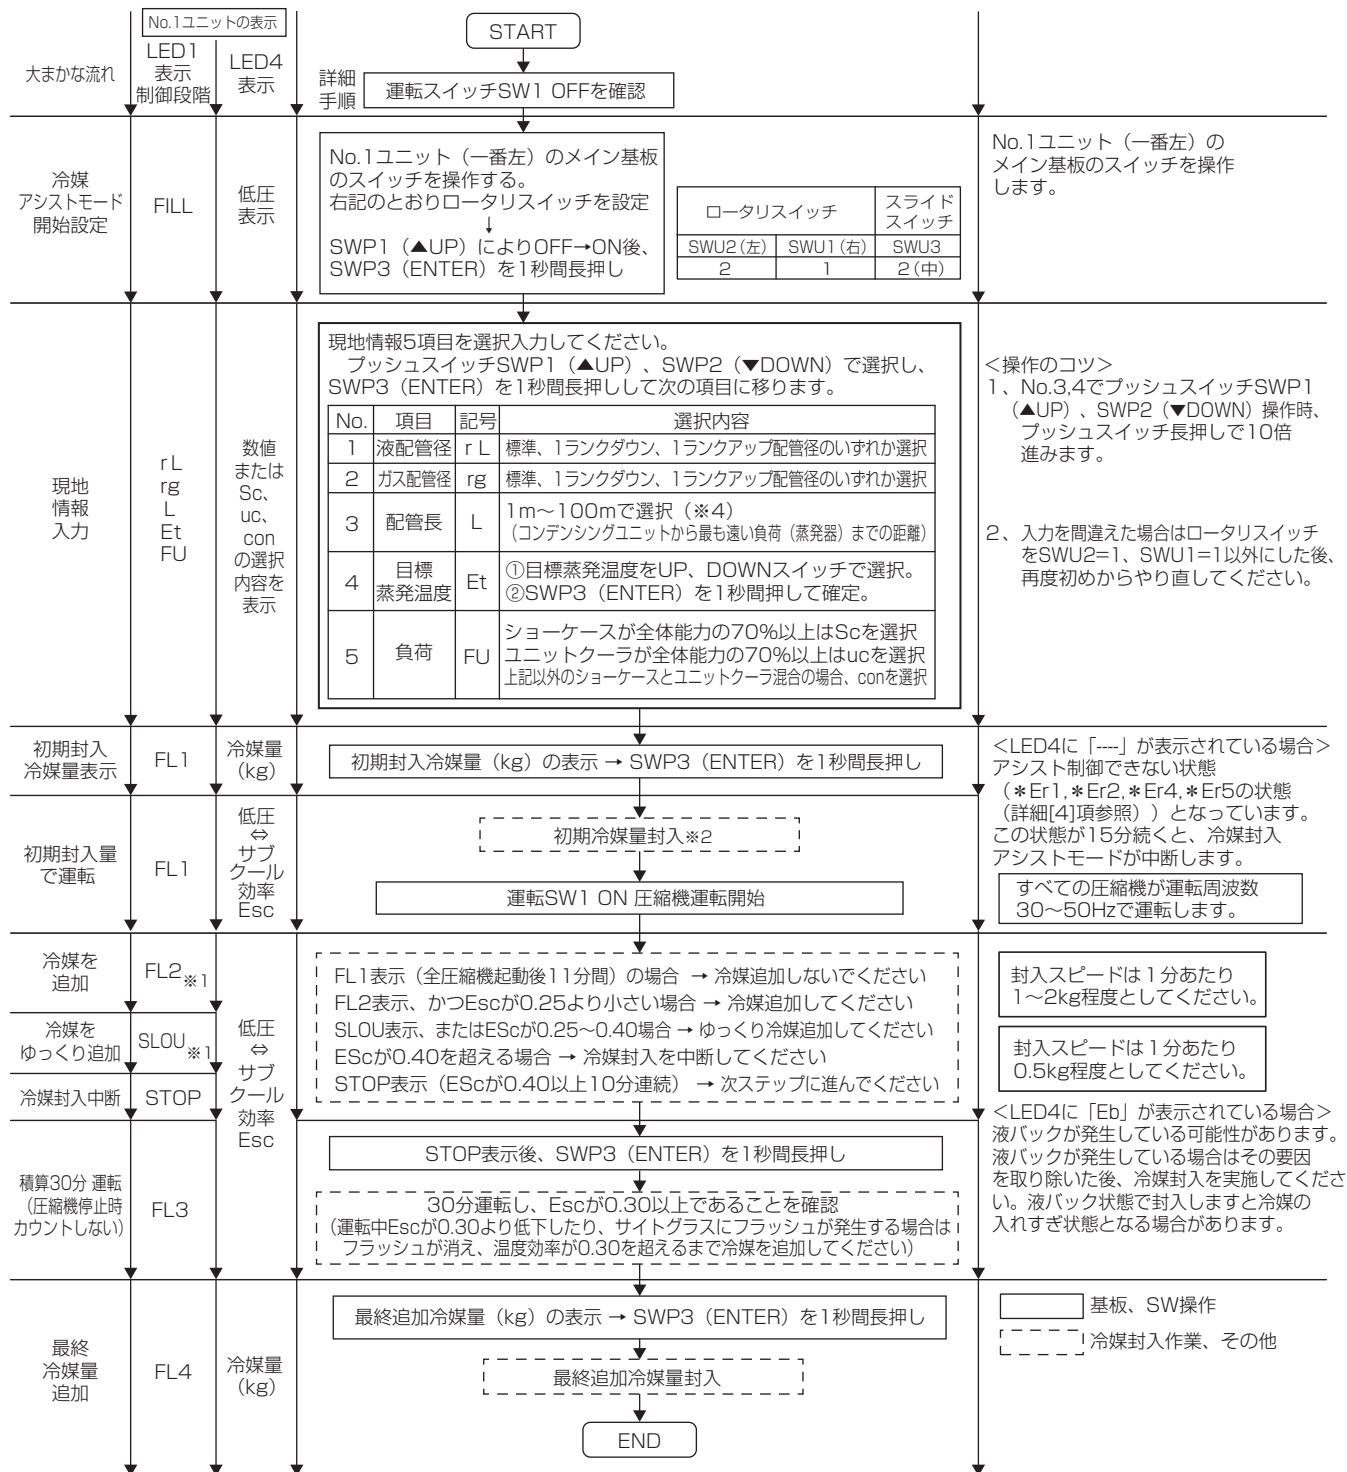 No.1ユニットの表示
大まかな流れ
LED1
表示
制御段階
LED4
表示
詳細
手順
START
運転スイッチSW1 OFFを確認
冷媒
アシストモード
開始設定
FILL
低圧
表示
No.1ユニット（一番左）のメイン基板
のスイッチを操作する。
右記のとおりロータリスイッチを設定
↓
SWP1（▲UP）によりOFF→ON後、
SWP3（ENTER）を1秒間長押し
ロータリスイッチ
スライド
スイッチ
SWU2（左） SWU1（右） SWU3
2 1 2（中）
No.1ユニット（一番左）の
メイン基板のスイッチを操作
します。
現地
情報
入力
rL
rg
L
Et
FU
数値
または
Sc、
uc、
con
の選択
内容を
表示
現地情報5項目を選択入力してください。
プッシュスイッチSWP1（▲UP）、SWP2（▼DOWN）で選択し、
SWP3（ENTER）を1秒間長押しして次の項目に移ります。
No. 項目 記号 選択内容
1 液配管径 rL 標準、1ランクダウン、1ランクアップ配管径のいずれか選択
2 ガス配管径 rg 標準、1ランクダウン、1ランクアップ配管径のいずれか選択
3 配管長 L 1m～100mで選択（※4）
（コンデンシングユニットから最も遠い負荷（蒸発器）までの距離）
4 目標
蒸発温度 Et ①目標蒸発温度をUP、DOWNスイッチで選択。
②SWP3（ENTER）を1秒間押して確定。
5 負荷 FU ショーケースが全体能力の70%以上はScを選択
ユニットクーラが全体能力の70%以上はucを選択
上記以外のショーケースとユニットクーラ混合の場合、conを選択
＜操作のコツ＞
1、No.3,4でプッシュスイッチSWP1
（▲UP）、SWP2（▼DOWN）操作時、
プッシュスイッチ長押しで10倍
進みます。
2、入力を間違えた場合はロータリスイッチ
をSWU2=1、SWU1=1以外にした後、
再度初めからやり直してください。
初期封入
冷媒量表示
FL1
冷媒量
（kg）
初期封入冷媒量（kg）の表示 → SWP3（ENTER）を1秒間長押し
初期封入量
で運転
FL1
低圧
⇔
サブ
クール
効率
Esc
初期冷媒量封入※2
運転SW1 ON 圧縮機運転開始
＜LED4に「----」が表示されている場合＞
アシスト制御できない状態
（＊Er1,＊Er2,＊Er4,＊Er5の状態
（詳細[4]項参照））となっています。
この状態が15分続くと、冷媒封入
アシストモードが中断します。
すべての圧縮機が運転周波数
30～50Hzで運転します。
冷媒を
追加
FL2※1
冷媒を
ゆっくり追加
SLOU※1
冷媒封入中断
STOP
低圧
⇔
サブ
クール
効率
Esc
FL1表示（全圧縮機起動後11分間）の場合 → 冷媒追加しないでください
FL2表示、かつEscが0.25より小さい場合 → 冷媒追加してください
SLOU表示、またはEScが0.25～0.40場合 → ゆっくり冷媒追加してください
EScが0.40を超える場合 → 冷媒封入を中断してください
STOP表示（EScが0.40以上10分連続） → 次ステップに進んでください
封入スピードは1分あたり
1～2kg程度としてください。
封入スピードは1分あたり
0.5kg程度としてください。
＜LED4に「Eb」が表示されている場合＞
液バックが発生している可能性があります。
液バックが発生している場合はその要因
を取り除いた後、冷媒封入を実施してくださ
い。液バック状態で封入しますと冷媒の
入れすぎ状態となる場合があります。
積算30分 運転
（圧縮機停止時
カウントしない）
FL3
STOP表示後、SWP3（ENTER）を1秒間長押し
30分運転し、Escが0.30以上であることを確認
（運転中Escが0.30より低下したり、サイトグラスにフラッシュが発生する場合は
フラッシュが消え、温度効率が0.30を超えるまで冷媒を追加してください）
最終
冷媒量
追加
FL4
冷媒量
（kg）
最終追加冷媒量（kg）の表示 → SWP3（ENTER）を1秒間長押し
最終追加冷媒量封入
END
基板、SW操作
冷媒封入作業、その他